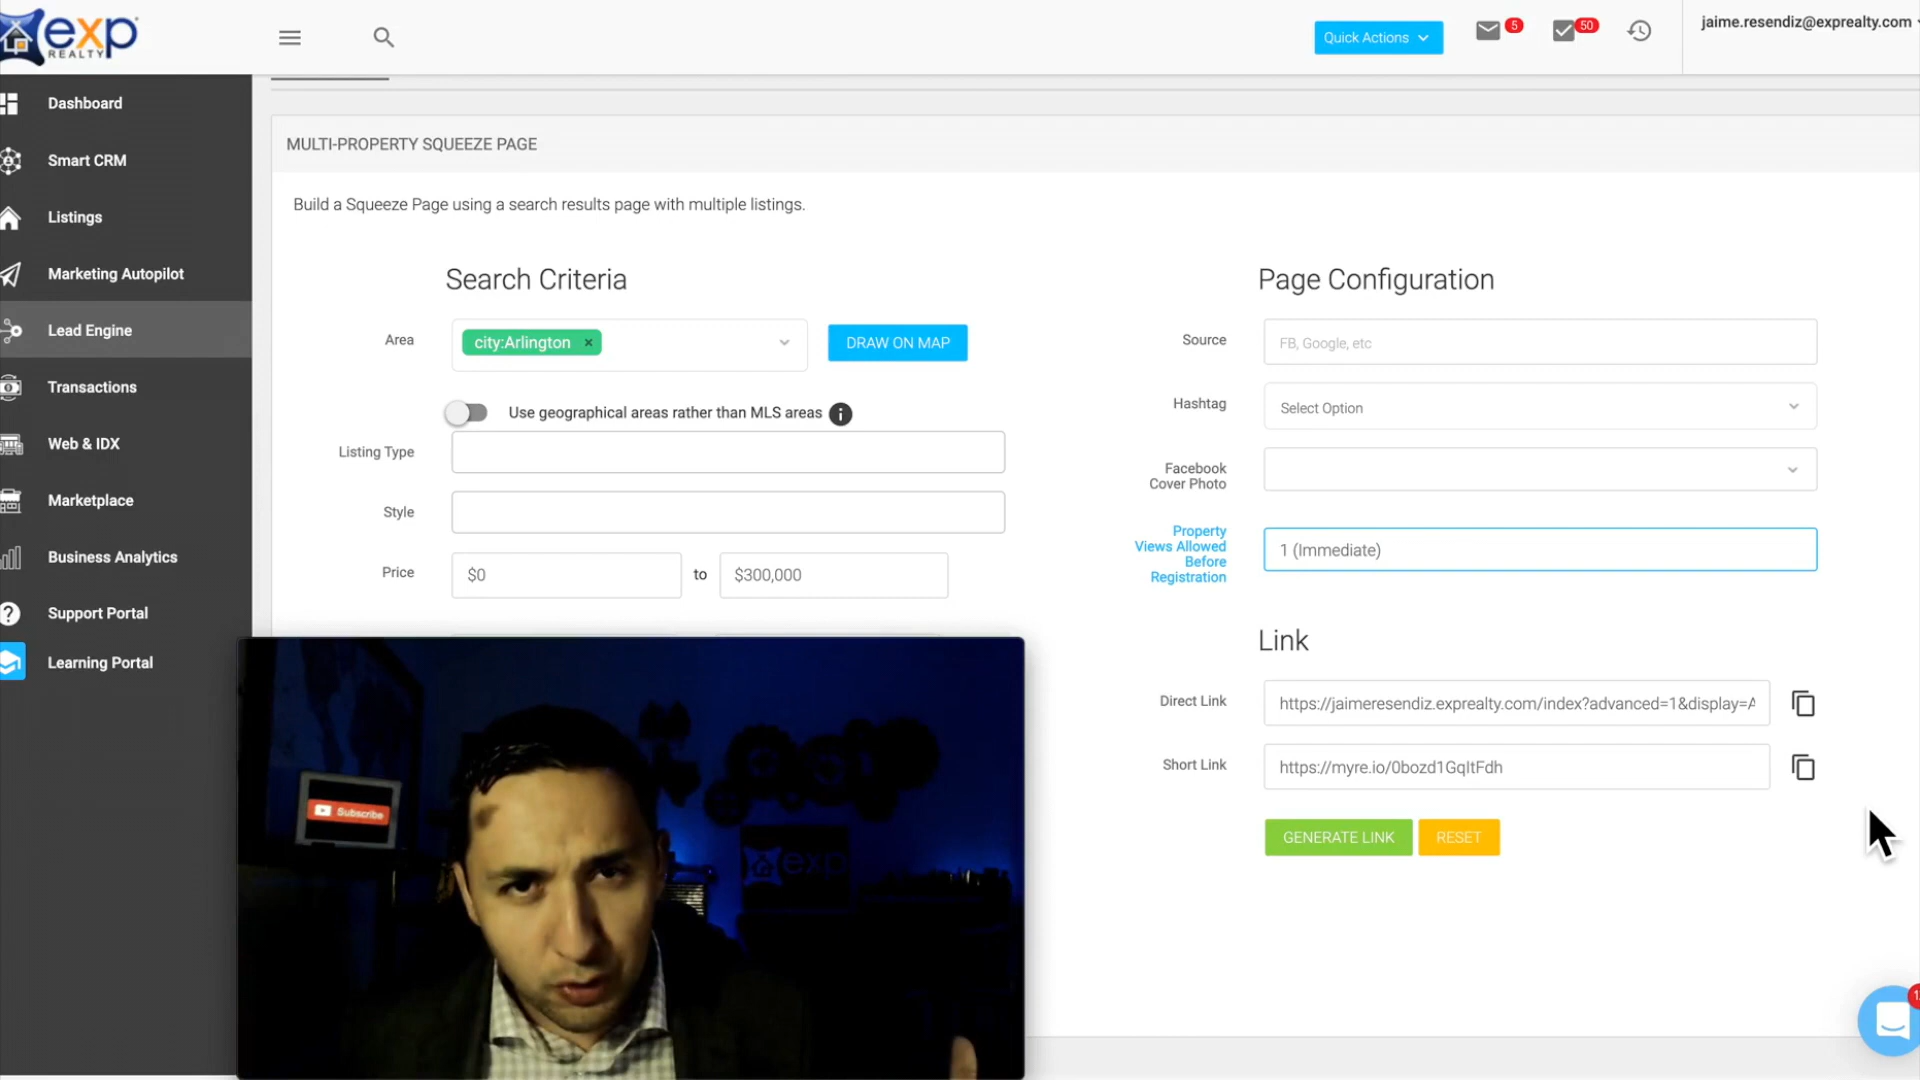 exp
REALTY
Quick Actions
5
50
jaime.resendiz@exprealty.com
Dashboard
Smart CRM
Listings
Marketing Autopilot
Lead Engine
Transactions
Web & IDX
Marketplace
Business Analytics
Support Portal
Learning Portal
MULTI-PROPERTY SQUEEZE PAGE
Build a Squeeze Page using a search results page with multiple listings.
Search Criteria
Area
city:Arlington ×
DRAW ON MAP
Use geographical areas rather than MLS areas i
Listing Type
Style
Price
$0
to
$300,000
Page Configuration
Source
FB, Google, etc
Hashtag
Select Option
Facebook
Cover Photo
Property
Views Allowed
Before
Registration
1 (Immediate)
Link
Direct Link
https://jaimeresendiz.exprealty.com/index?advanced=1&display=A
Short Link
https://myre.io/0bozd1GqItFdh
GENERATE LINK
RESET
Subscribe
exp